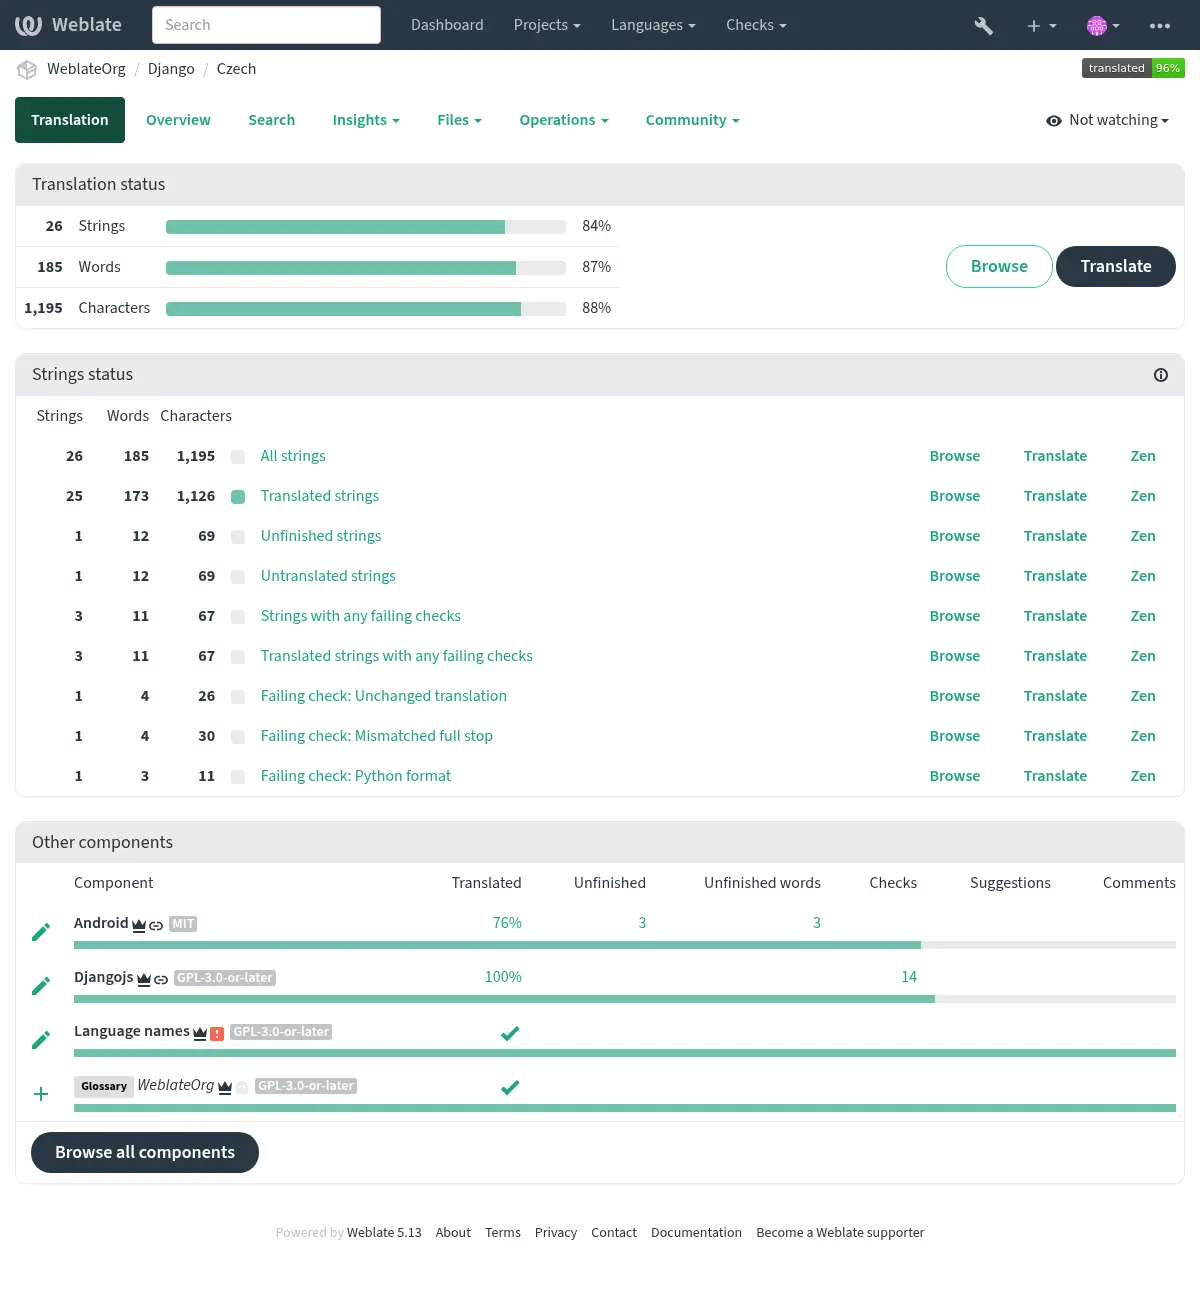 Weblate Search Dashboard Projects Languages Checks
WeblateOrg / Django / Czech translated 96%
Translation Overview Search Insights Files Operations Community Not watching
Translation status
26 Strings 84%
185 Words 87%
Browse Translate
1,195 Characters 88%
Strings status
Strings Words Characters
26 185 1,195 All strings Browse Translate Zen
25 173 1,126 Translated strings Browse Translate Zen
1 12 69 Unfinished strings Browse Translate Zen
1 12 69 Untranslated strings Browse Translate Zen
3 11 67 Strings with any failing checks Browse Translate Zen
3 11 67 Translated strings with any failing checks Browse Translate Zen
1 4 26 Failing check: Unchanged translation Browse Translate Zen
1 4 30 Failing check: Mismatched full stop Browse Translate Zen
1 3 11 Failing check: Python format Browse Translate Zen
Other components
Component Translated Unfinished Unfinished words Checks Suggestions Comments
Android MIT 76% 3 3
Djangojs GPL-3.0-or-later 100% 14
Language names GPL-3.0-or-later
Glossary WeblateOrg GPL-3.0-or-later
Browse all components
Powered by Weblate 5.13 About Terms Privacy Contact Documentation Become a Weblate supporter